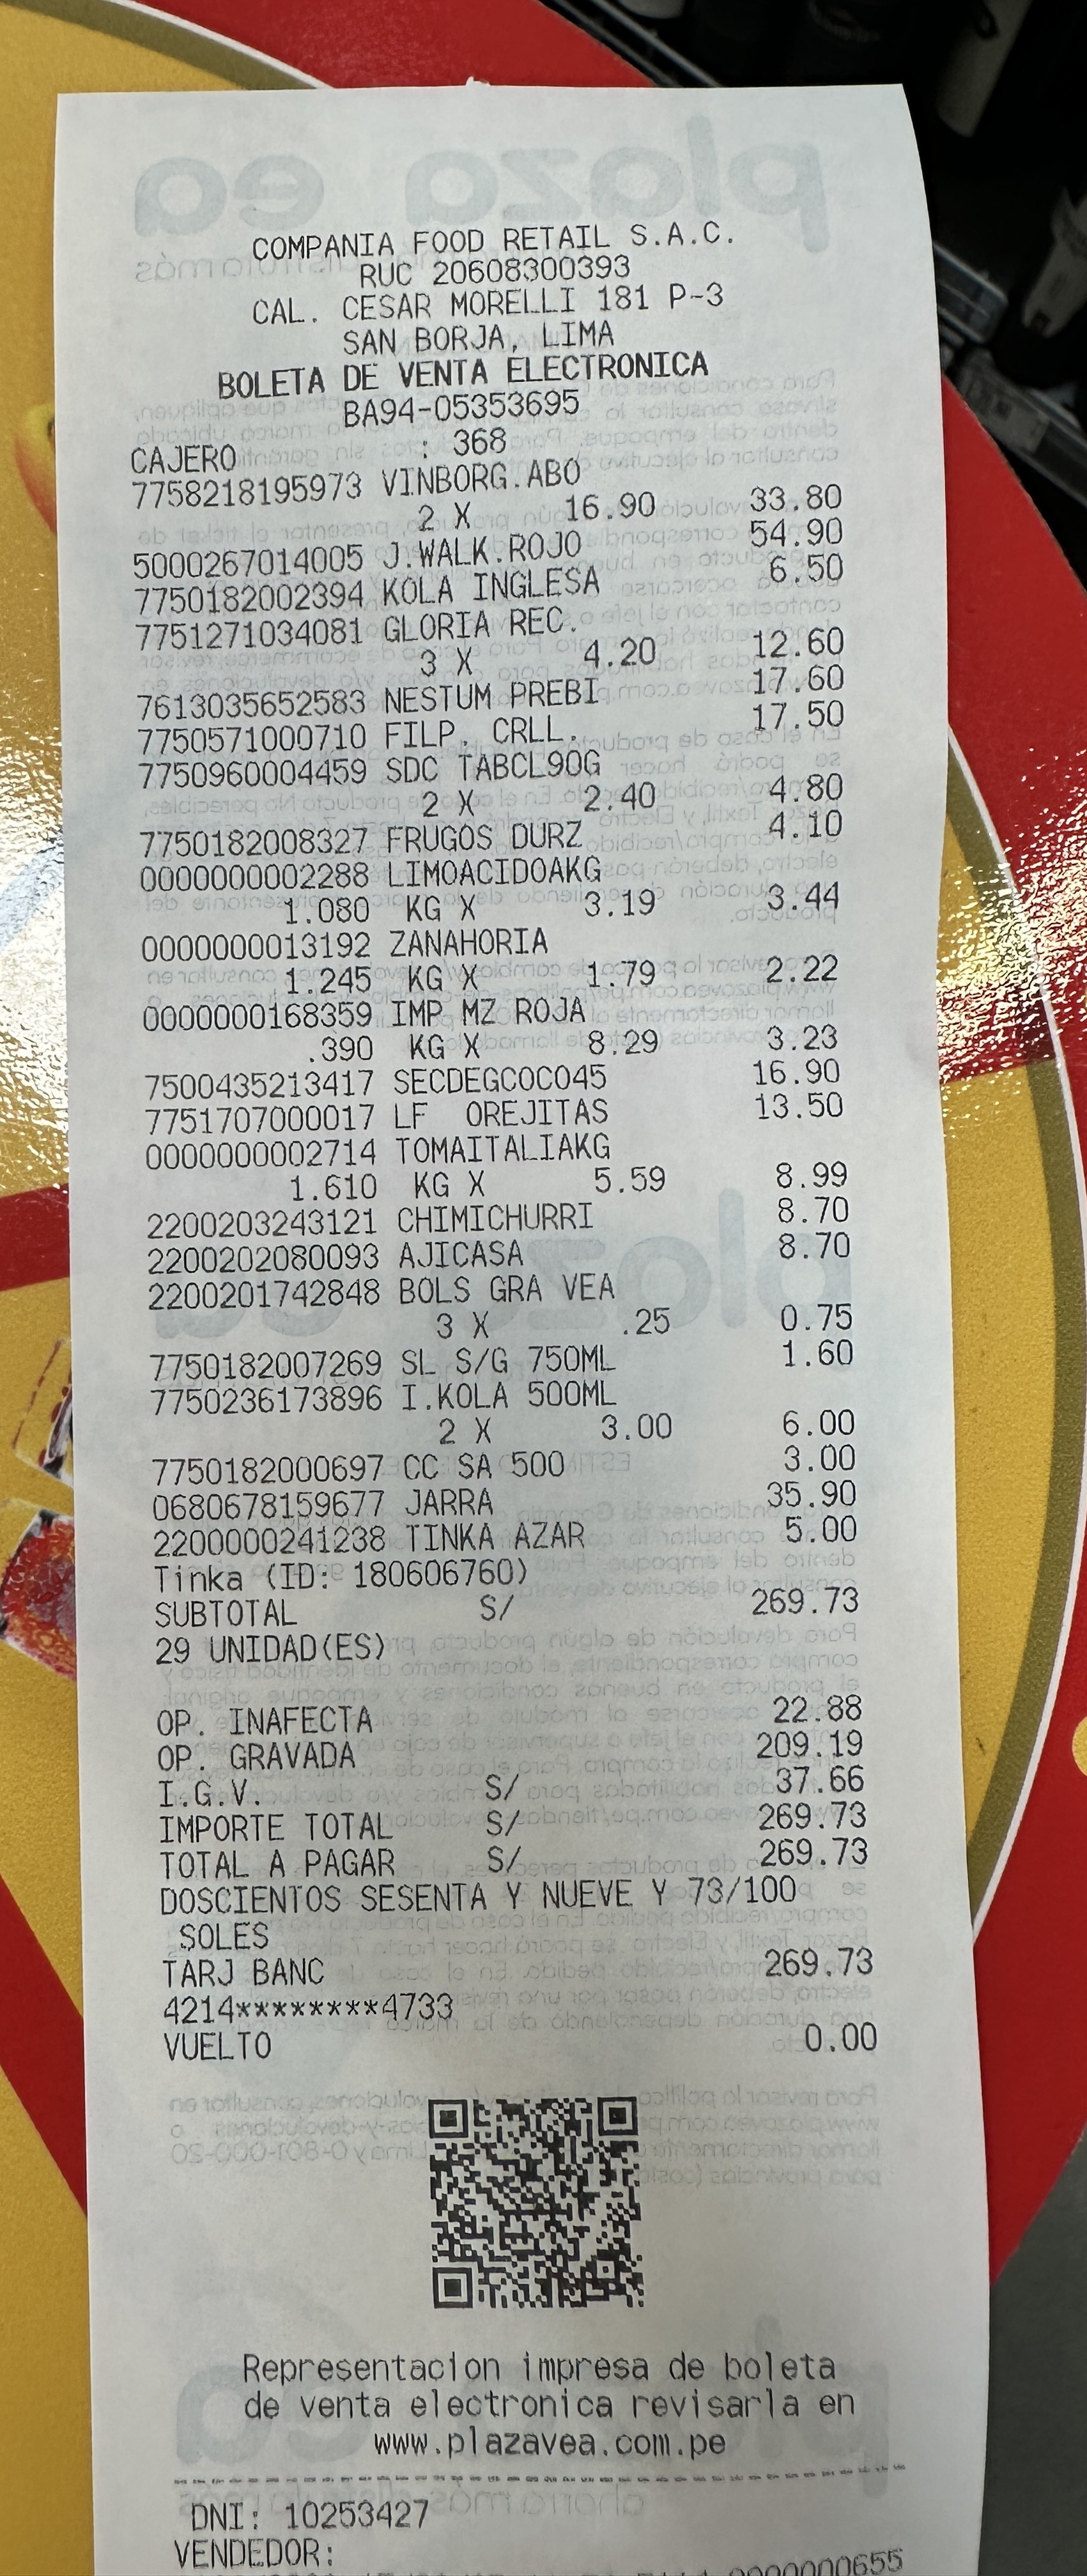 COMPANIA FOOD RETAIL S.A.C.
RUC 20608300393
CAL. CESAR MORELLI 181 P-3
SAN BORJA, LIMA
BOLETA DE VENTA ELECTRONICA
BA94-05353695
CAJERO : 368
7758218195973 VINBORG.ABO
2 X 16.90 33.80
5000267014005 J.WALK.ROJO 54.90
7750182002394 KOLA INGLESA 6.50
7751271034081 GLORIA REC.
3 X 4.20 12.60
7613035652583 NESTUM PREBI 17.60
7750571000710 FILP. CRLL. 17.50
7750960004459 SDC TABCL90G
2 X 2.40 4.80
7750182008327 FRUGOS DURZ 4.10
0000000002288 LIMOACIDOAKG
1.080 KG X 3.19 3.44
0000000013192 ZANAHORIA
1.245 KG X 1.79 2.22
0000000168359 IMP MZ ROJA
.390 KG X 8.29 3.23
7500435213417 SECDEGCOCO45 16.90
7751707000017 LF OREJITAS 13.50
0000000002714 TOMAITALIAKG
1.610 KG X 5.59 8.99
2200203243121 CHIMICHURRI 8.70
2200202080093 AJICASA 8.70
2200201742848 BOLS GRA VEA
3 X .25 0.75
7750182007269 SL S/G 750ML 1.60
7750236173896 I.KOLA 500ML
2 X 3.00 6.00
7750182000697 CC SA 500 3.00
0680678159677 JARRA 35.90
2200000241238 TINKA AZAR 5.00
Tinka (ID: 180606760)
SUBTOTAL S/ 269.73
29 UNIDAD(ES)
OP. INAFECTA 22.88
OP. GRAVADA 209.19
I.G.V. S/ 37.66
IMPORTE TOTAL S/ 269.73
TOTAL A PAGAR S/ 269.73
DOSCIENTOS SESENTA Y NUEVE Y 73/100
SOLES
TARJ BANC 269.73
4214********4733
VUELTO 0.00
Representacion impresa de boleta
de venta electronica revisarla en
www.plazavea.com.pe
DNI: 10253427
VENDEDOR: